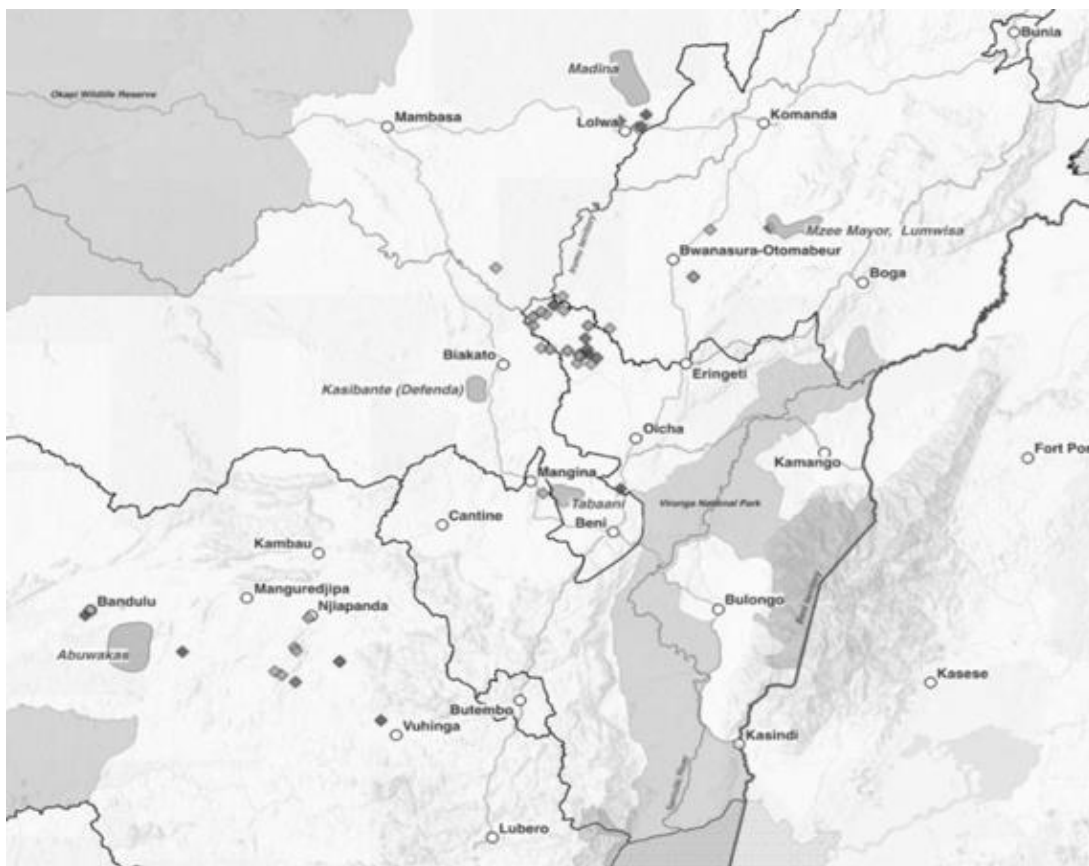 Bunia
Madina
Okapi Wildlife Reserve
Mambasa
Lolwa
Komanda
Mzee Mayor, Lumwisa
Bwanasura-Otomabeur
Boga
Biakato
Eringeti
Kasibante (Defenda)
Oicha
Kamango
Fort Por
Mangina
Virunga National Park
Tabaani
Cantine
Beni
Kambau
Manguredjipa
Bandulu
Njiapanda
Bulongo
Abuwakas
Kasese
Butembo
Vuhinga
Kasindi
Lubero